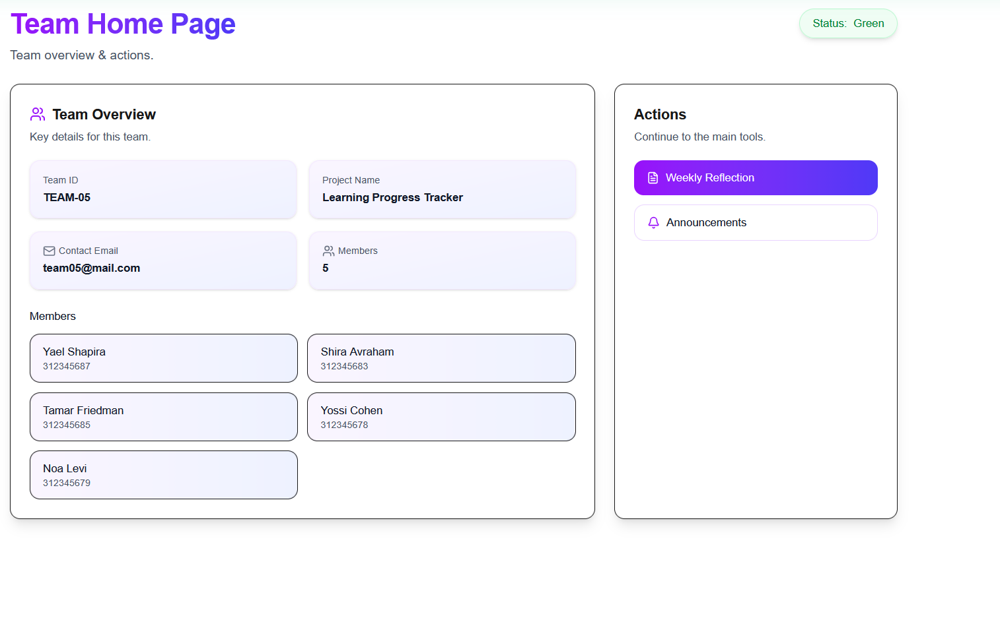 Team Home Page
Team overview & actions.
Status: Green
Team Overview
Key details for this team.
Team ID
TEAM-05
Project Name
Learning Progress Tracker
Contact Email
team05@mail.com
Members
5
Members
Yael Shapira
312345687
Shira Avraham
312345683
Tamar Friedman
312345685
Yossi Cohen
312345678
Noa Levi
312345679
Actions
Continue to the main tools.
Weekly Reflection
Announcements